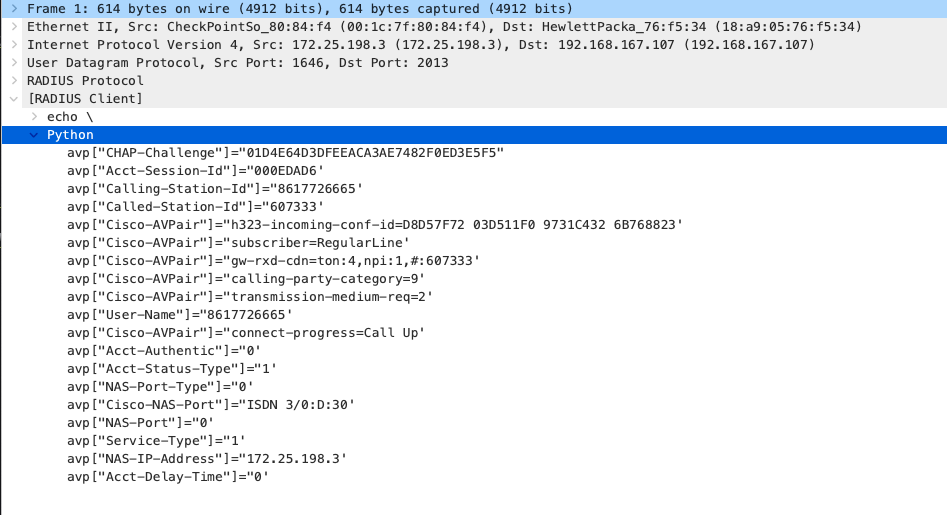 Frame 1: 614 bytes on wire (4912 bits), 614 bytes captured (4912 bits)
Ethernet II, Src: CheckPointSo_80:84:f4 (00:1c:7f:80:84:f4), Dst: HewlettPacka_76:f5:34 (18:a9:05:76:f5:34)
Internet Protocol Version 4, Src: 172.25.198.3 (172.25.198.3), Dst: 192.168.167.107 (192.168.167.107)
User Datagram Protocol, Src Port: 1646, Dst Port: 2013
RADIUS Protocol
[RADIUS Client]
echo \
Python
avp["CHAP-Challenge"]="01D4E64D3DFEEACA3AE7482F0ED3E5F5"
avp["Acct-Session-Id"]="000EDAD6'
avp["Calling-Station-Id"]="8617726665'
avp["Called-Station-Id"]="607333'
avp["Cisco-AVPair"]="h323-incoming-conf-id=D8D57F72 03D511F0 9731C432 6B768823'
avp["Cisco-AVPair"]="subscriber=RegularLine'
avp["Cisco-AVPair"]="gw-rxd-cdn=ton:4,npi:1,#:607333'
avp["Cisco-AVPair"]="calling-party-category=9'
avp["Cisco-AVPair"]="transmission-medium-req=2'
avp["User-Name"]="8617726665'
avp["Cisco-AVPair"]="connect-progress=Call Up'
avp["Acct-Authentic"]="0'
avp["Acct-Status-Type"]="1'
avp["NAS-Port-Type"]="0'
avp["Cisco-NAS-Port"]="ISDN 3/0:D:30'
avp["NAS-Port"]="0'
avp["Service-Type"]="1'
avp["NAS-IP-Address"]="172.25.198.3'
avp["Acct-Delay-Time"]="0'